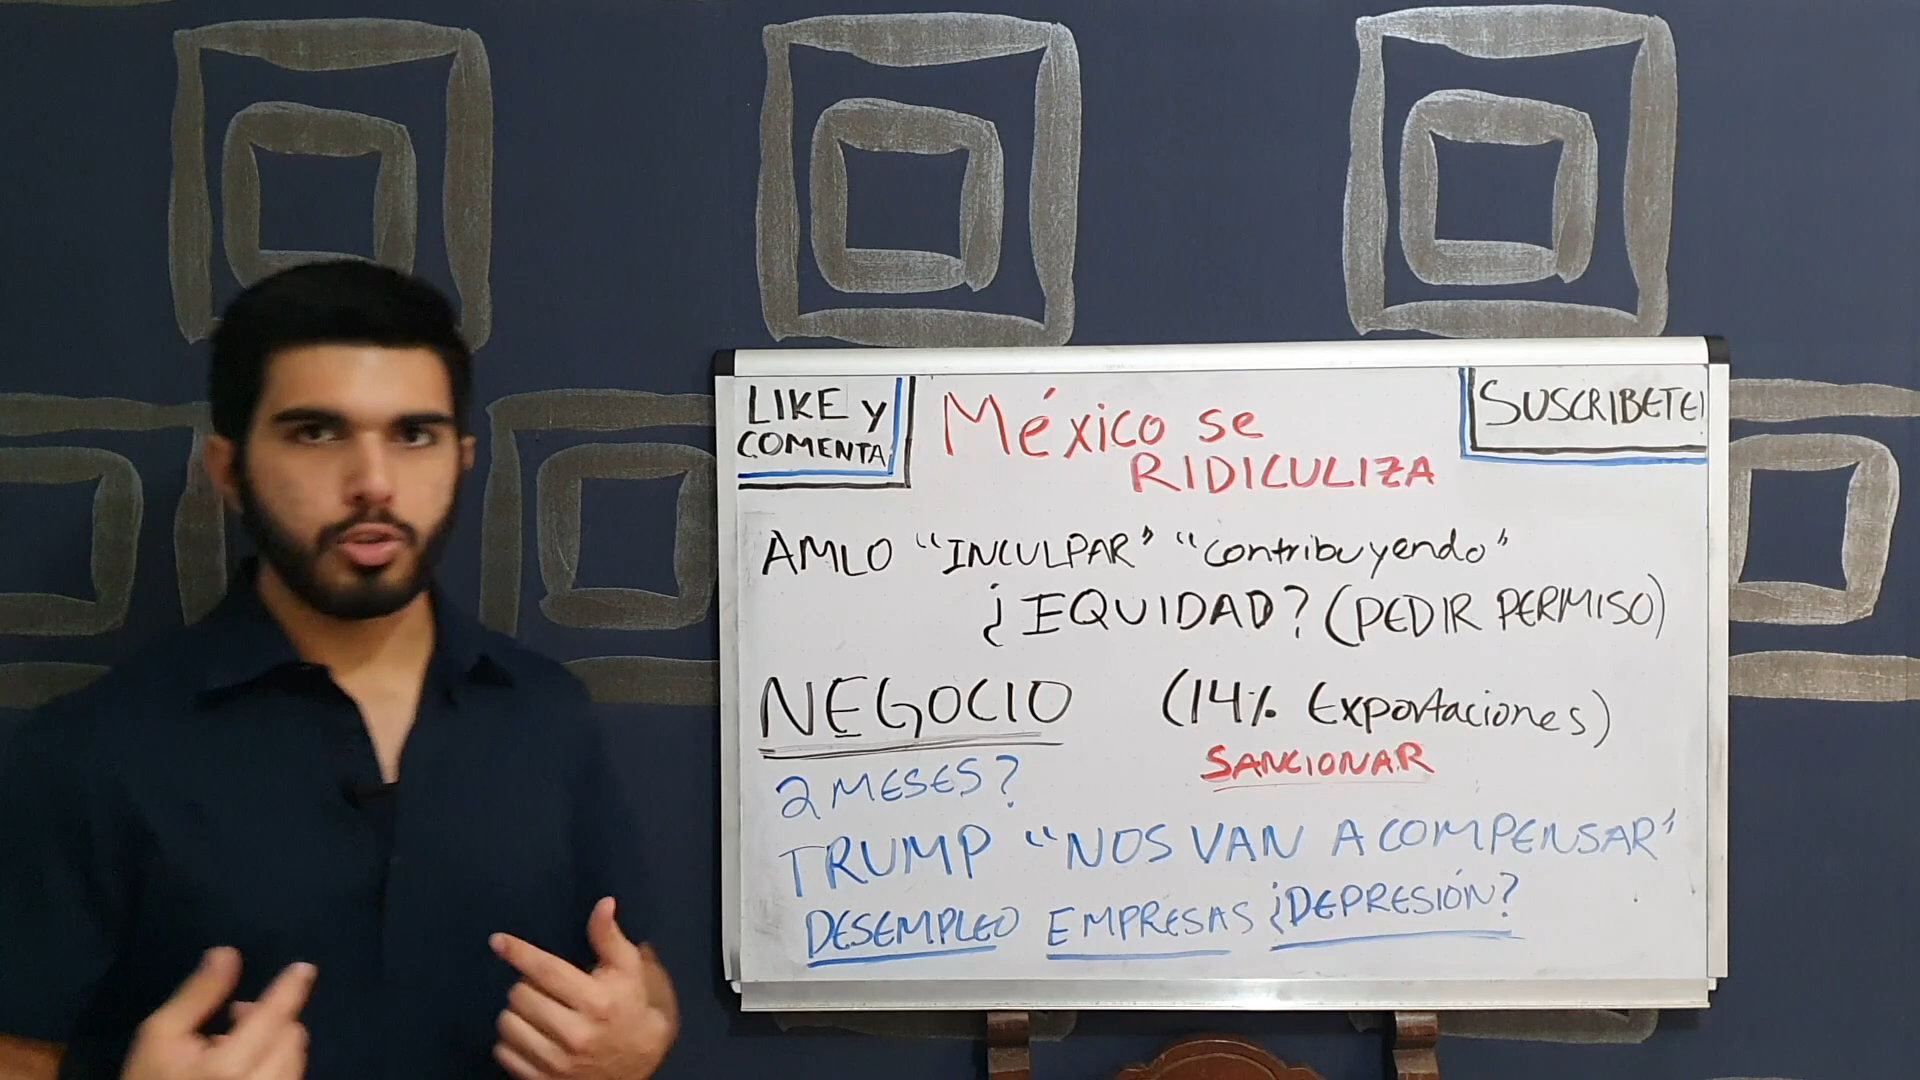 LIKE y
COMENTA
México se
RIDICULIZA
SUSCRIBETE!
AMLO "INCULPAR" "contribuyendo"
¿EQUIDAD? (PEDIR PERMISO)
NEGOCIO (14% Exportaciones)
2 MESES? SANCIONAR
TRUMP "NOS VAN A COMPENSAR"
DESEMPLEO EMPRESAS ¿DEPRESIÓN?